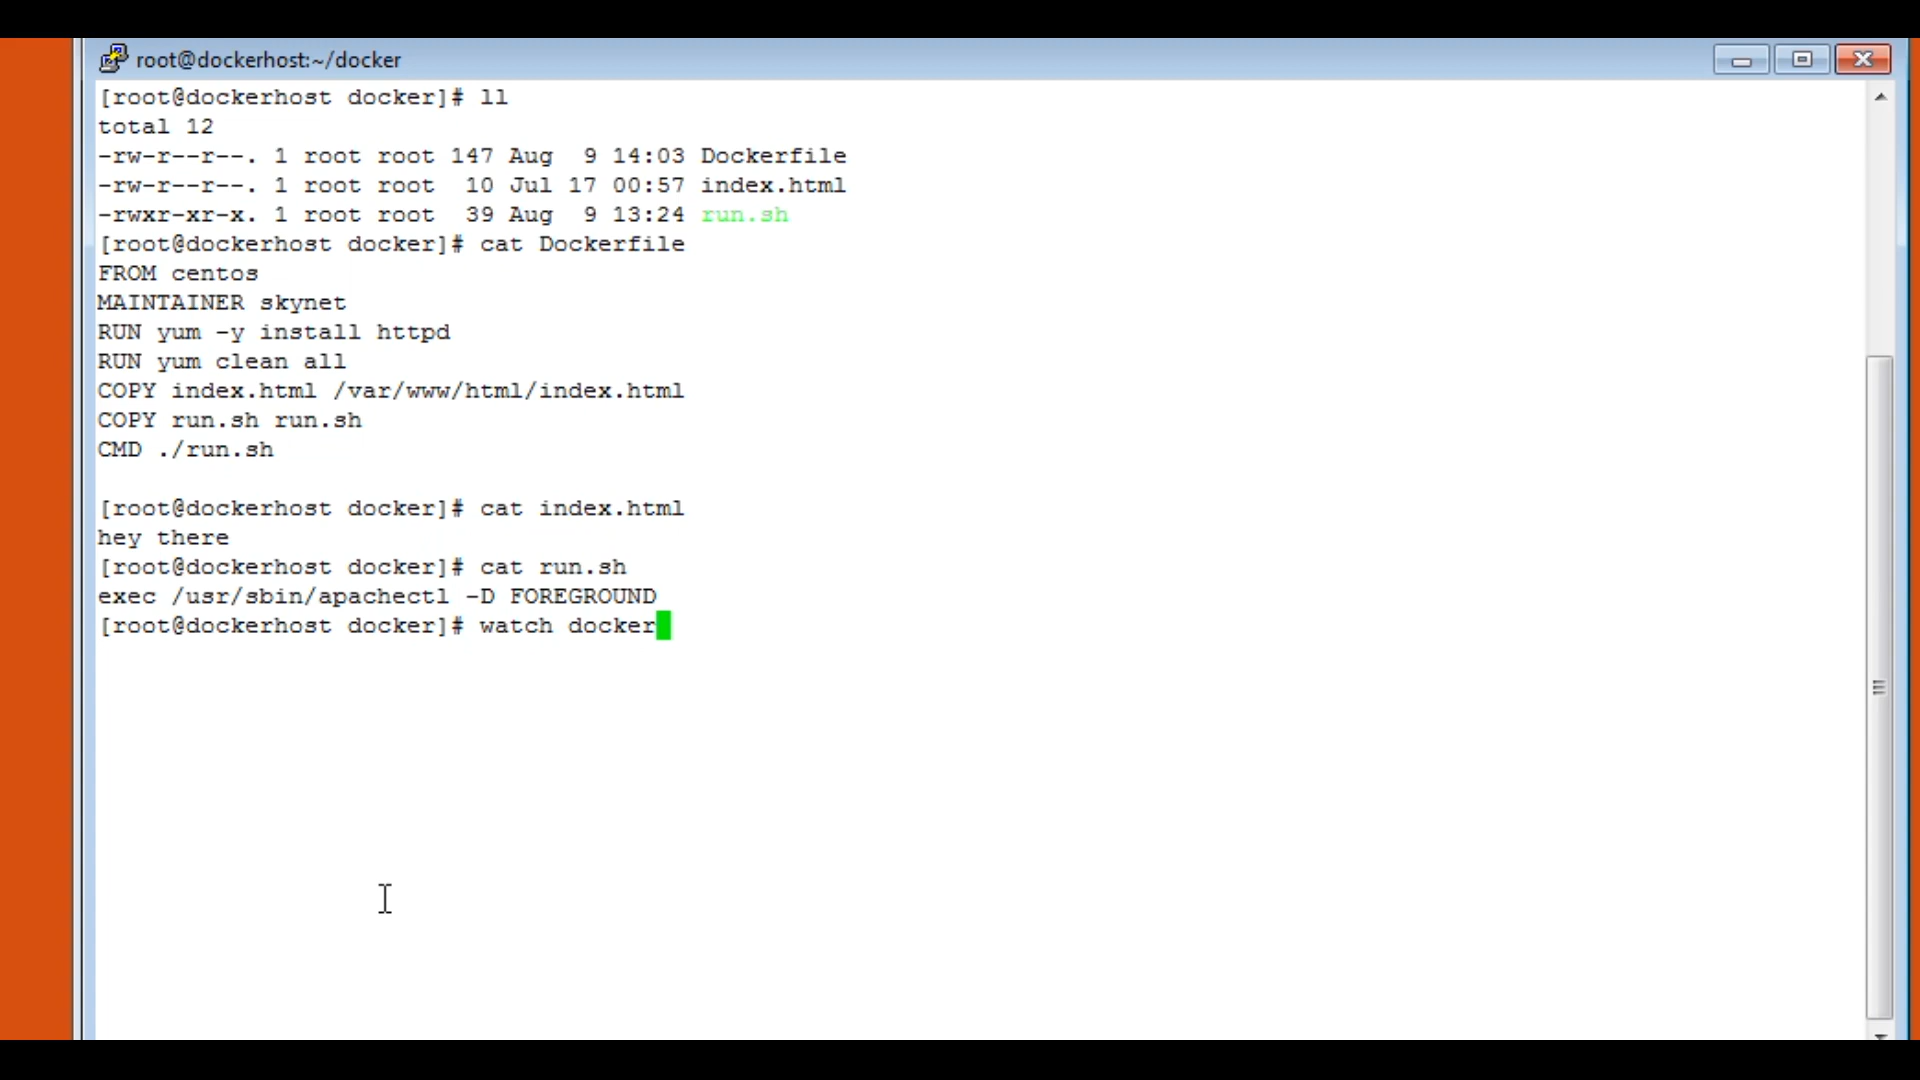 root@dockerhost:~/docker
[root@dockerhost docker]# ll
total 12
-rw-r--r--. 1 root root 147 Aug  9 14:03 Dockerfile
-rw-r--r--. 1 root root  10 Jul 17 00:57 index.html
-rwxr-xr-x. 1 root root  39 Aug  9 13:24 run.sh
[root@dockerhost docker]# cat Dockerfile
FROM centos
MAINTAINER skynet
RUN yum -y install httpd
RUN yum clean all
COPY index.html /var/www/html/index.html
COPY run.sh run.sh
CMD ./run.sh
[root@dockerhost docker]# cat index.html
hey there
[root@dockerhost docker]# cat run.sh
exec /usr/sbin/apachectl -D FOREGROUND
[root@dockerhost docker]# watch docker